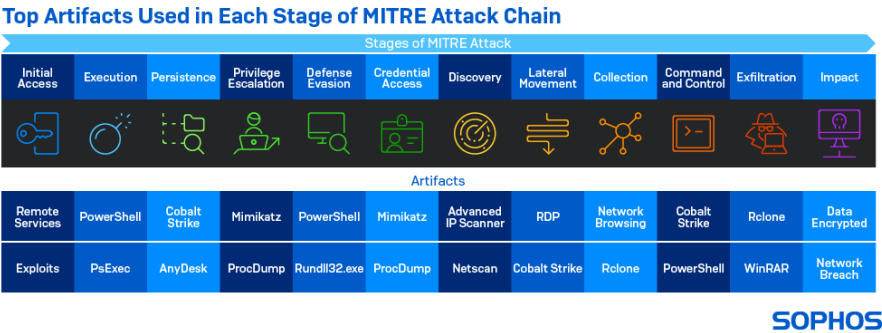 Top Artifacts Used in Each Stage of MITRE Attack Chain
Stages of MITRE Attack
Initial Access
Execution
Persistence
Privilege Escalation
Defense Evasion
Credential Access
Discovery
Lateral Movement
Collection
Command and Control
Exfiltration
Impact
Artifacts
Remote Services
PowerShell
Cobalt Strike
Mimikatz
PowerShell
Mimikatz
Advanced IP Scanner
RDP
Network Browsing
Cobalt Strike
Rclone
Data Encrypted
Exploits
PsExec
AnyDesk
ProcDump
Rundll32.exe
ProcDump
Netscan
Cobalt Strike
Rclone
PowerShell
WinRAR
Network Breach
SOPHOS